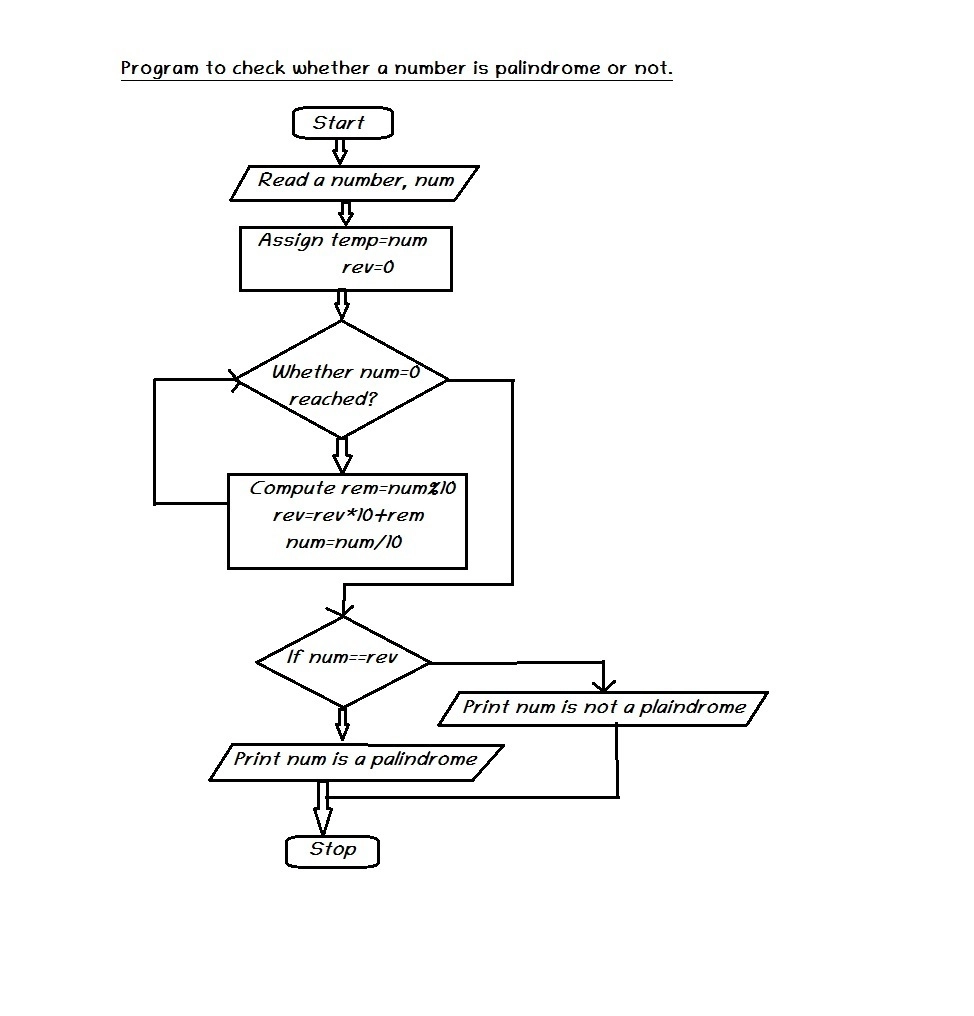 Program to check whether a number is palindrome or not.
Start
Read a number, num
Assign temp=num
rev=0
Whether num=0
reached?
Compute rem=num%10
rev=rev*10+rem
num=num/10
If num==rev
Print num is not a plaindrome
Print num is a palindrome
Stop